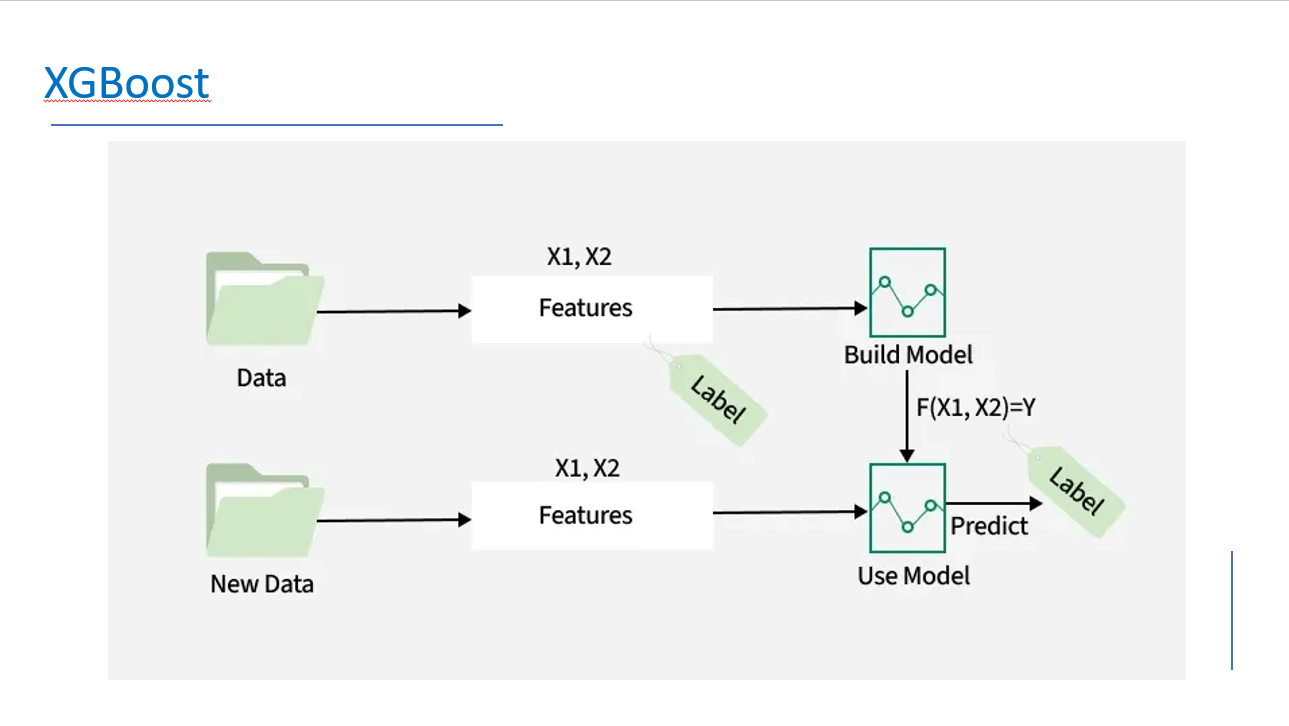 XGBoost
X1, X2
Features
Data
Label
Build Model
F(X1, X2)=Y
X1, X2
Features
New Data
Label
Predict
Use Model